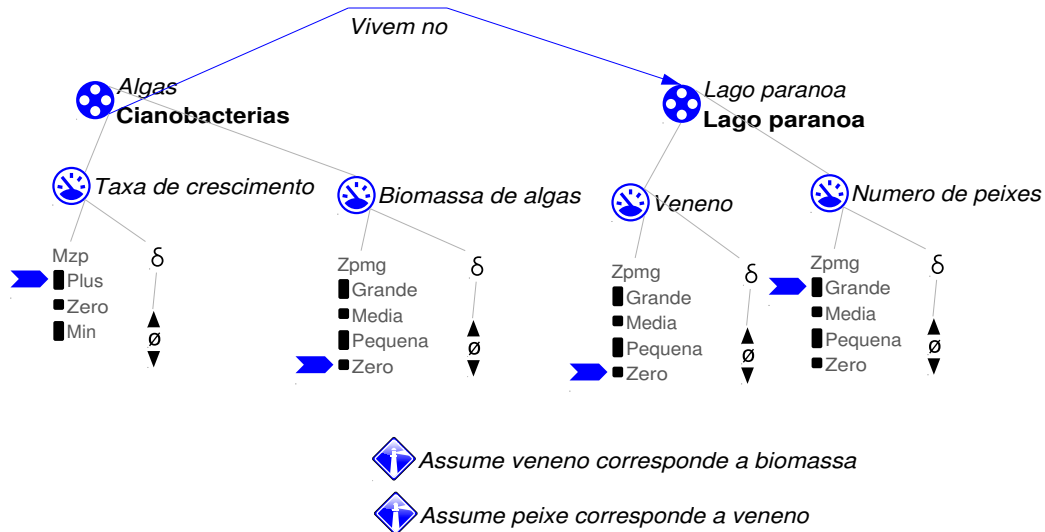 Vivem no
Algas
Cianobacterias
Lago paranoa
Lago paranoa
Taxa de crescimento
Biomassa de algas
Veneno
Numero de peixes
Mzp
Plus
Zero
Min
δ
ø
Zpmg
Grande
Media
Pequena
Zero
δ
ø
Zpmg
Grande
Media
Pequena
Zero
δ
ø
Zpmg
Grande
Media
Pequena
Zero
δ
ø
Assume veneno corresponde a biomassa
Assume peixe corresponde a veneno